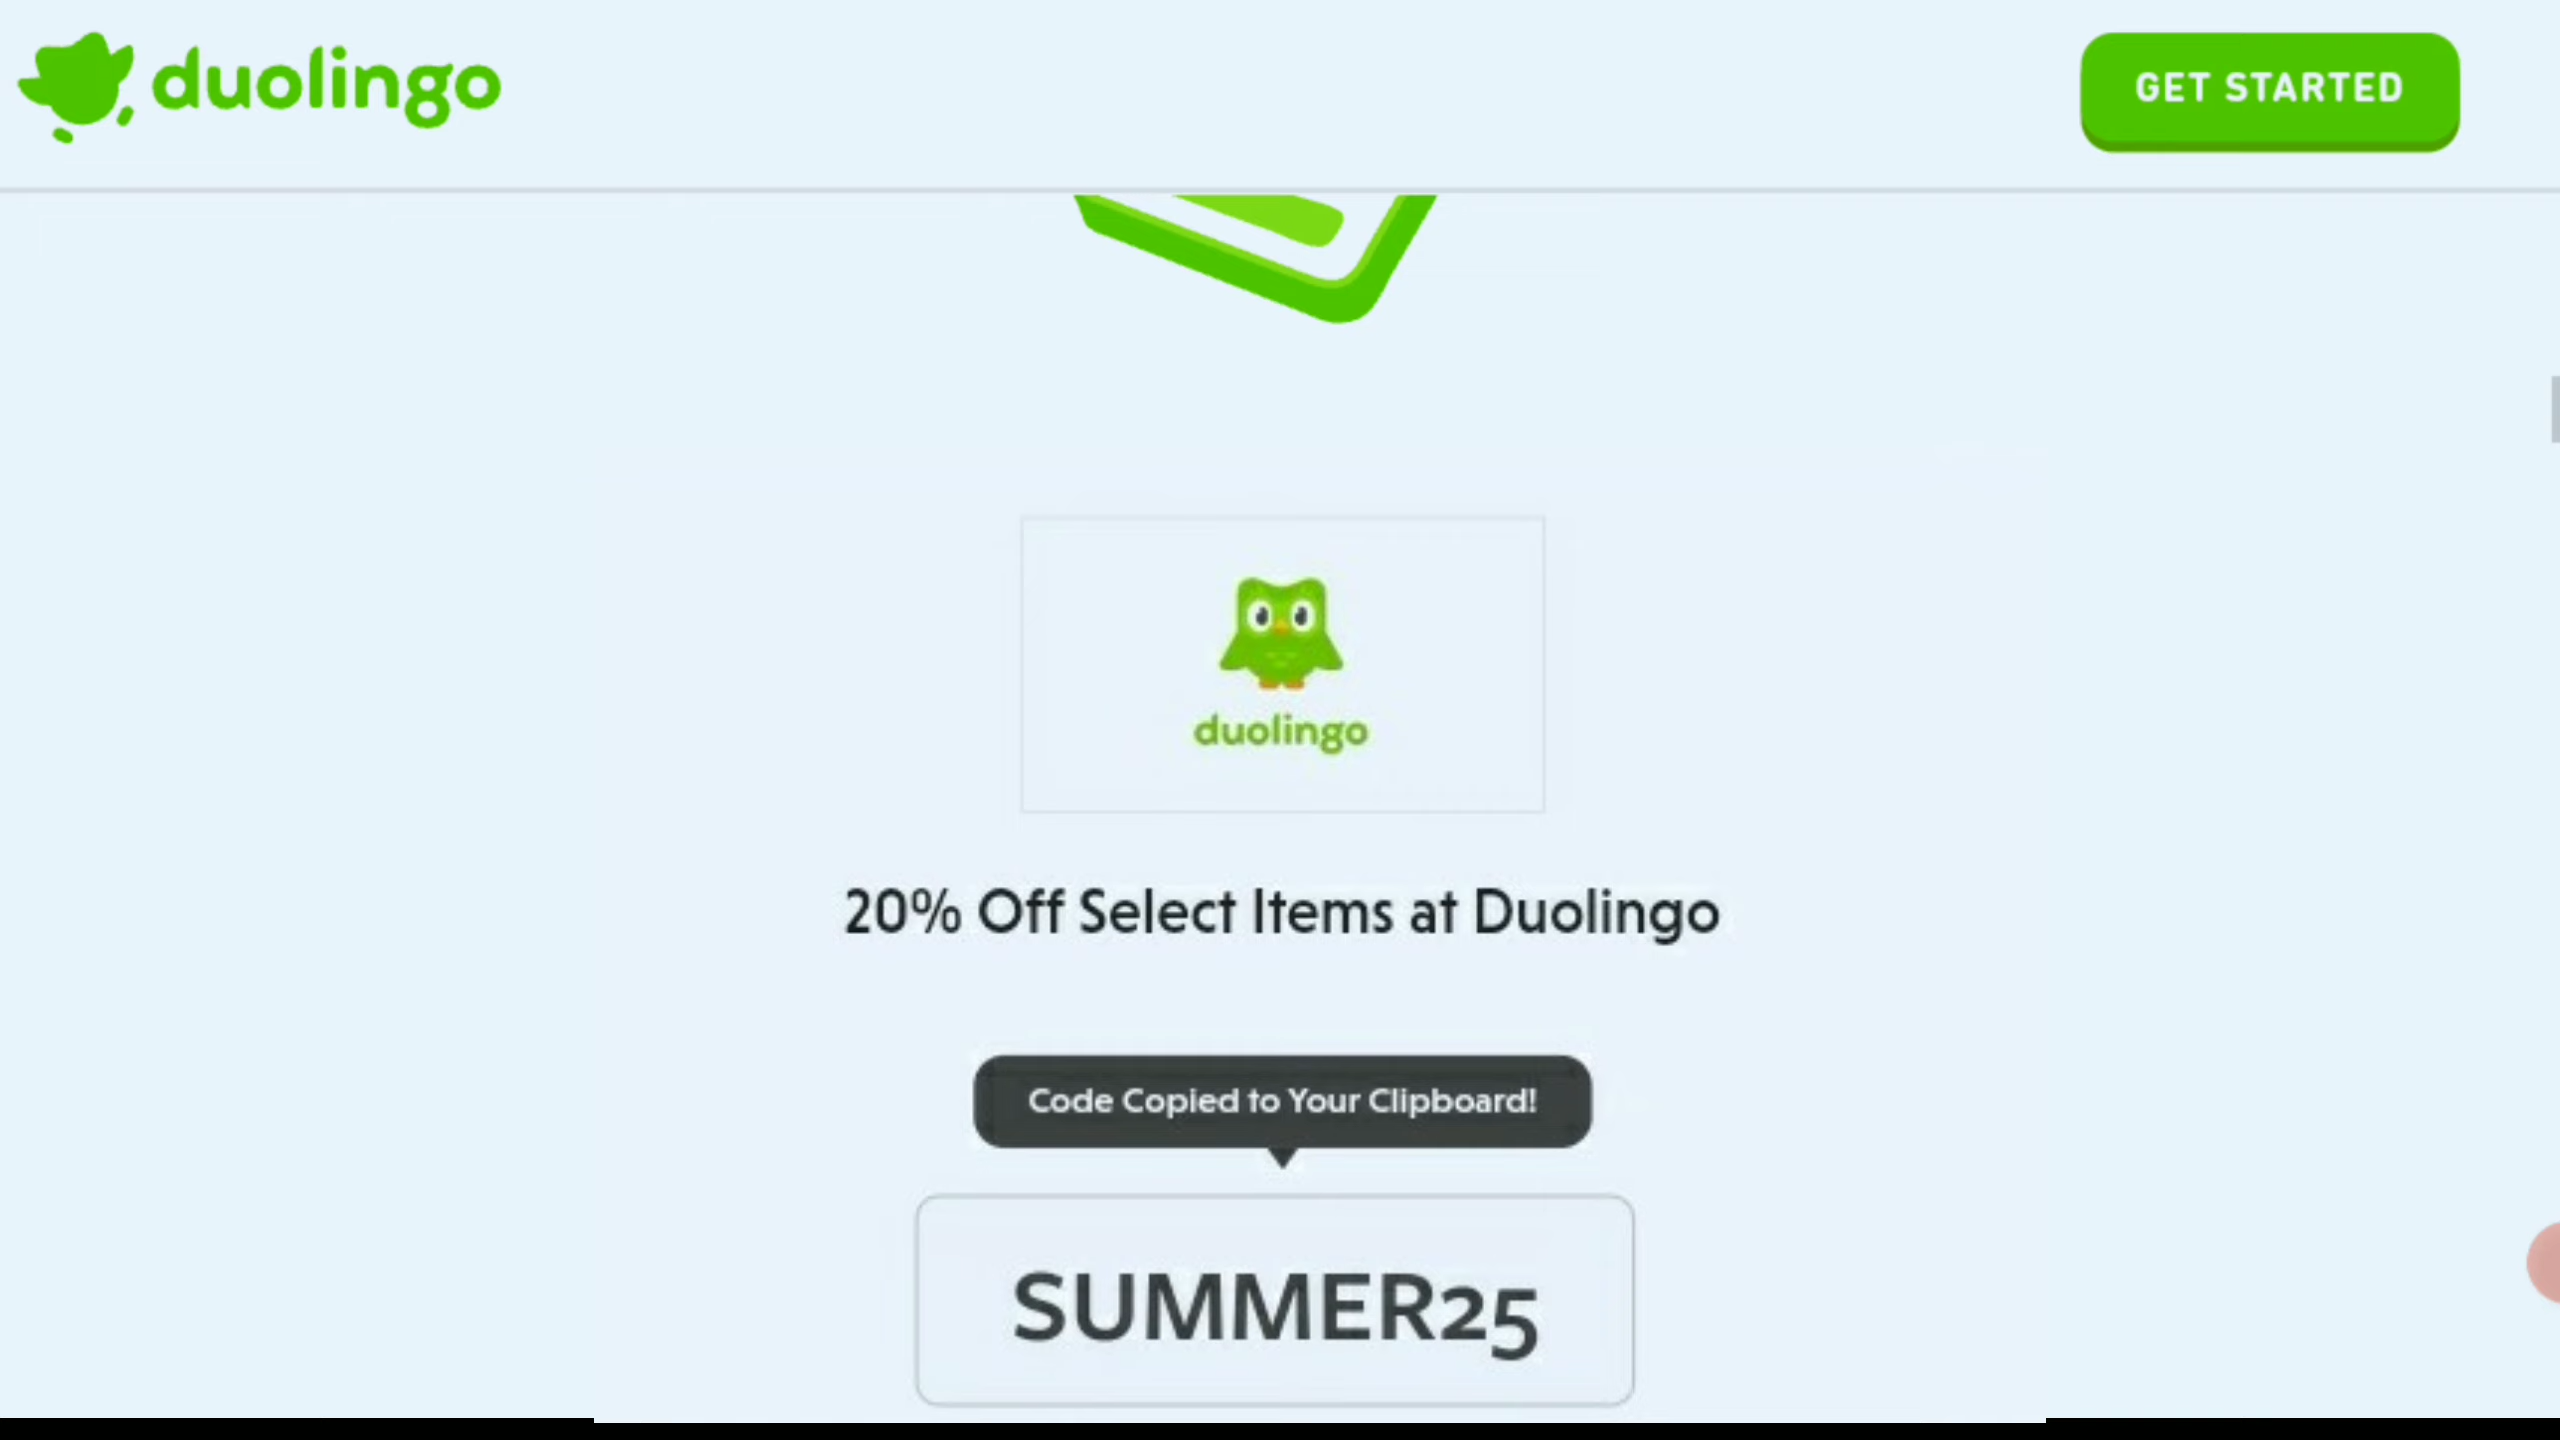 duolingo
GET STARTED
duolingo
20% Off Select Items at Duolingo
Code Copied to Your Clipboard!
SUMMER25